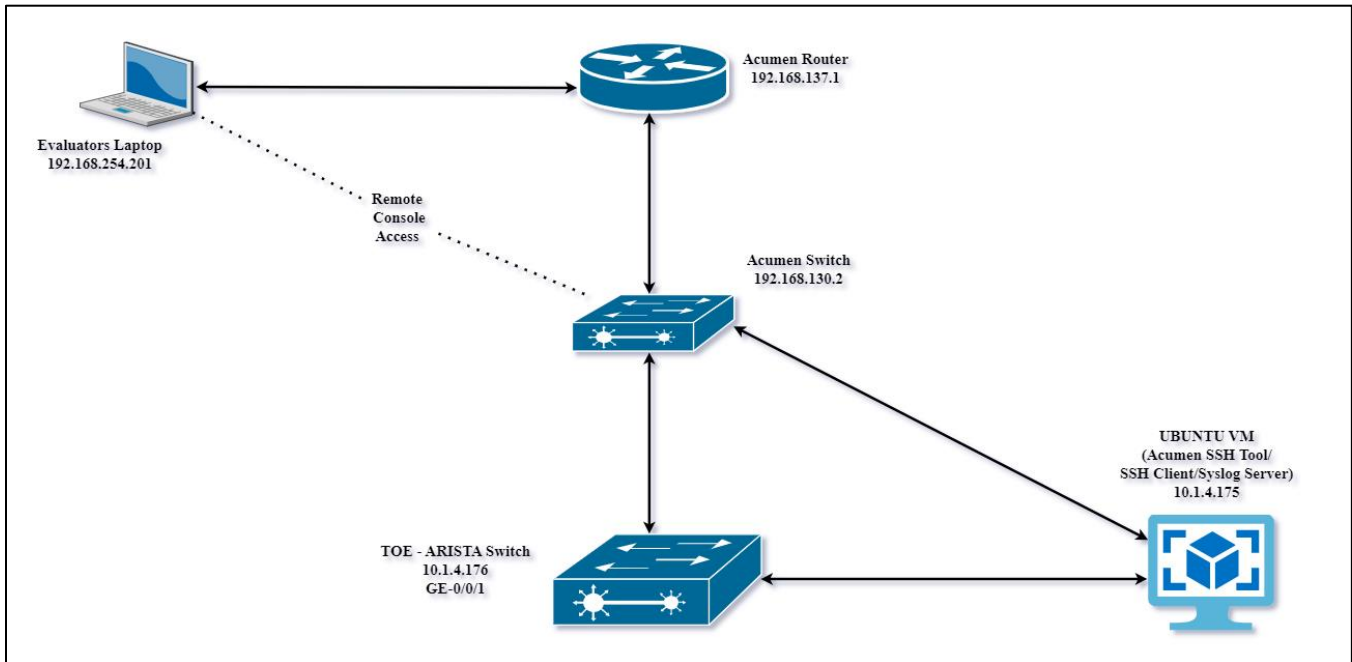 Acumen Router
192.168.137.1
Evaluators Laptop
192.168.254.201
Remote
Console
Access
Acumen Switch
192.168.130.2
UBUNTU VM
(Acumen SSH Tool/
SSH Client/Syslog Server)
10.1.4.175
TOE - ARISTA Switch
10.1.4.176
GE-0/0/1